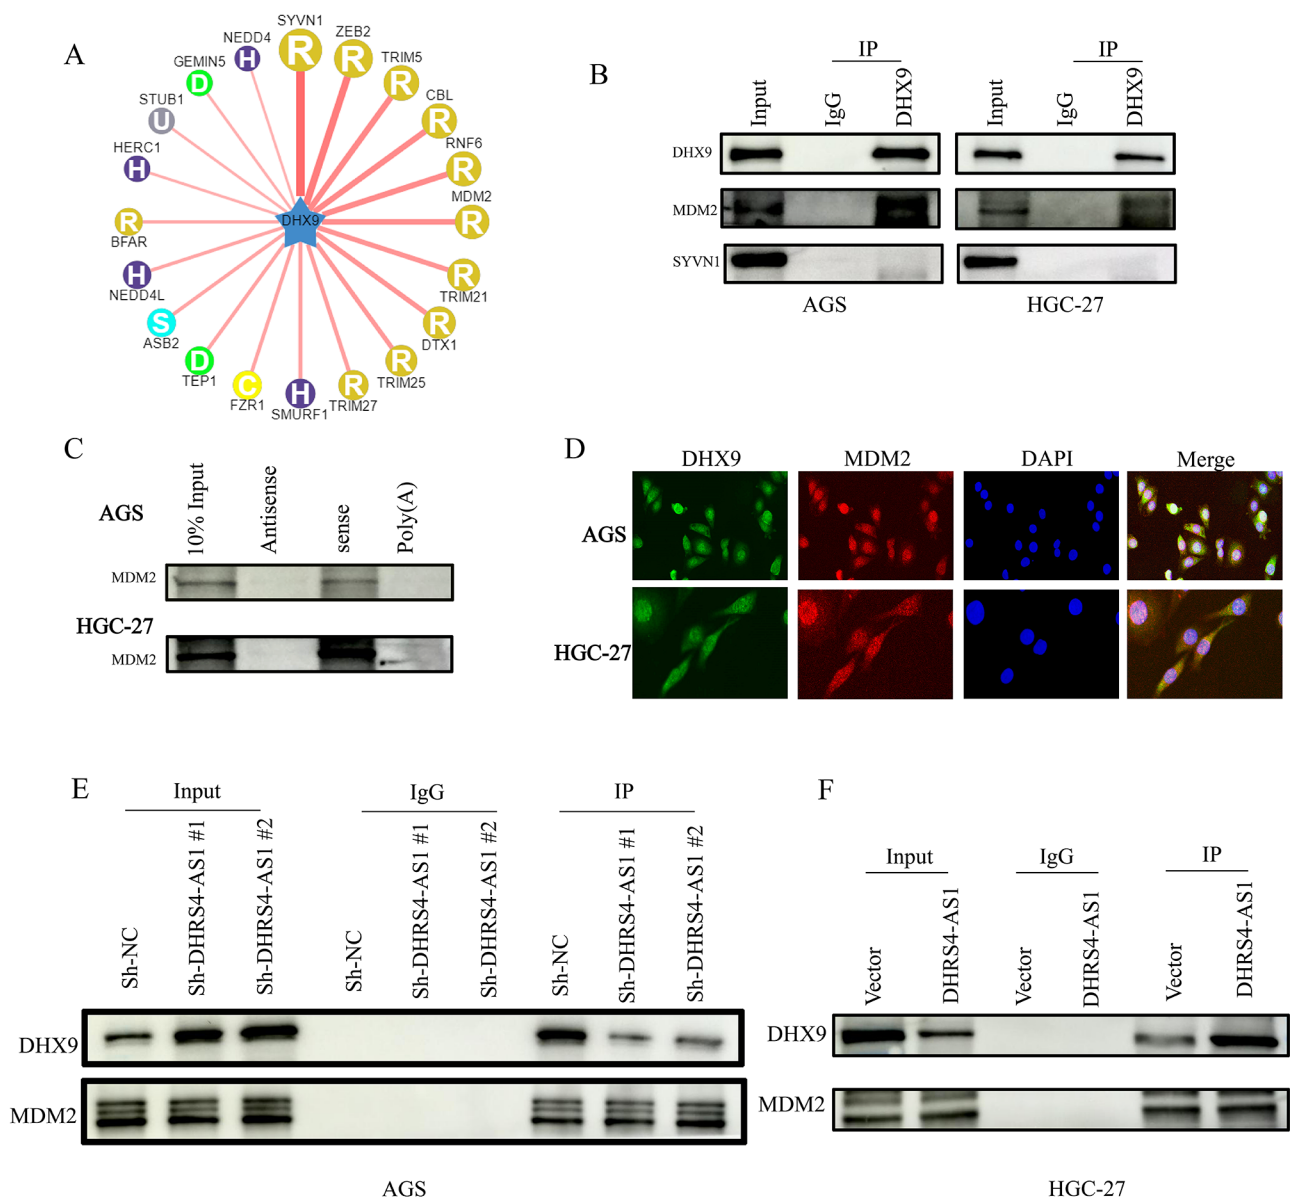 A
SYVN1
R
ZEB2
R
TRIM5
R
CBL
R
RNF6
R
MDM2
R
TRIM21
R
DTX1
R
TRIM25
R
TRIM27
R
SMURF1
H
FZR1
C
TEP1
D
ASB2
S
NEDD4L
H
BFAR
R
HERC1
H
STUB1
U
GEMIN5
D
NEDD4
H
DHX9
B
IP
IP
Input
IgG
DHX9
Input
IgG
DHX9
DHX9
MDM2
SYVN1
AGS
HGC-27
C
10% Input
Antisense
sense
Poly(A)
AGS
MDM2
HGC-27
MDM2
D
DHX9
MDM2
DAPI
Merge
AGS
HGC-27
E
Input
IgG
IP
Sh-NC
Sh-DHRS4-AS1 #1
Sh-DHRS4-AS1 #2
Sh-NC
Sh-DHRS4-AS1 #1
Sh-DHRS4-AS1 #2
Sh-NC
Sh-DHRS4-AS1 #1
Sh-DHRS4-AS1 #2
DHX9
MDM2
AGS
F
Input
IgG
IP
Vector
DHRS4-AS1
Vector
DHRS4-AS1
Vector
DHRS4-AS1
DHX9
MDM2
HGC-27